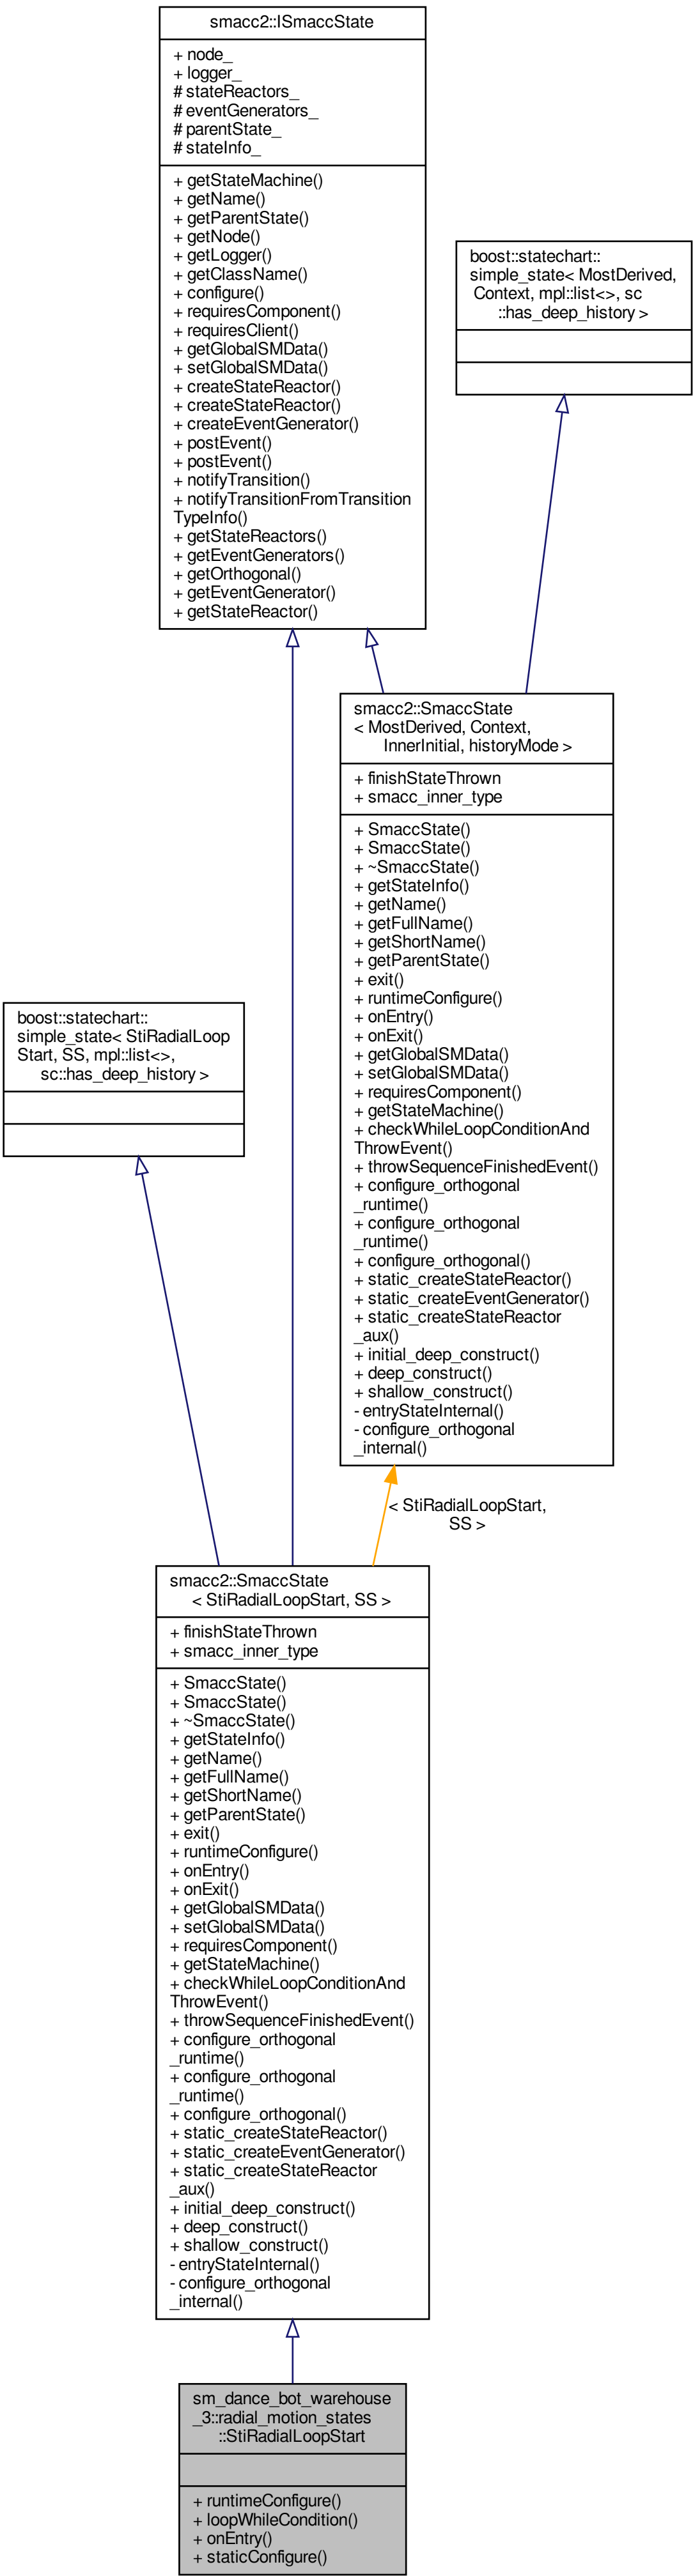 smacc2::ISmaccState
+ node_
+ logger_
# stateReactors_
# eventGenerators_
# parentState_
# stateInfo_
+ getStateMachine()
+ getName()
+ getParentState()
+ getNode()
+ getLogger()
+ getClassName()
+ configure()
+ requiresComponent()
+ requiresClient()
+ getGlobalSMData()
+ setGlobalSMData()
+ createStateReactor()
+ createStateReactor()
+ createEventGenerator()
+ postEvent()
+ postEvent()
+ notifyTransition()
+ notifyTransitionFromTransition
TypeInfo()
+ getStateReactors()
+ getEventGenerators()
+ getOrthogonal()
+ getEventGenerator()
+ getStateReactor()
boost::statechart::
simple_state< MostDerived,
Context, mpl::list<>, sc
::has_deep_history >
smacc2::SmaccState
< MostDerived, Context,
InnerInitial, historyMode >
+ finishStateThrown
+ smacc_inner_type
+ SmaccState()
+ SmaccState()
+ ~SmaccState()
+ getStateInfo()
+ getName()
+ getFullName()
+ getShortName()
+ getParentState()
+ exit()
+ runtimeConfigure()
+ onEntry()
+ onExit()
+ getGlobalSMData()
+ setGlobalSMData()
+ requiresComponent()
+ getStateMachine()
+ checkWhileLoopConditionAnd
ThrowEvent()
+ throwSequenceFinishedEvent()
+ configure_orthogonal
_runtime()
+ configure_orthogonal
_runtime()
+ configure_orthogonal()
+ static_createStateReactor()
+ static_createEventGenerator()
+ static_createStateReactor
_aux()
+ initial_deep_construct()
+ deep_construct()
+ shallow_construct()
- entryStateInternal()
- configure_orthogonal
_internal()
boost::statechart::
simple_state< StiRadialLoop
Start, SS, mpl::list<>,
sc::has_deep_history >
< StiRadialLoopStart,
SS >
smacc2::SmaccState
< StiRadialLoopStart, SS >
+ finishStateThrown
+ smacc_inner_type
+ SmaccState()
+ SmaccState()
+ ~SmaccState()
+ getStateInfo()
+ getName()
+ getFullName()
+ getShortName()
+ getParentState()
+ exit()
+ runtimeConfigure()
+ onEntry()
+ onExit()
+ getGlobalSMData()
+ setGlobalSMData()
+ requiresComponent()
+ getStateMachine()
+ checkWhileLoopConditionAnd
ThrowEvent()
+ throwSequenceFinishedEvent()
+ configure_orthogonal
_runtime()
+ configure_orthogonal
_runtime()
+ configure_orthogonal()
+ static_createStateReactor()
+ static_createEventGenerator()
+ static_createStateReactor
_aux()
+ initial_deep_construct()
+ deep_construct()
+ shallow_construct()
- entryStateInternal()
- configure_orthogonal
_internal()
sm_dance_bot_warehouse
_3::radial_motion_states
::StiRadialLoopStart
+ runtimeConfigure()
+ loopWhileCondition()
+ onEntry()
+ staticConfigure()